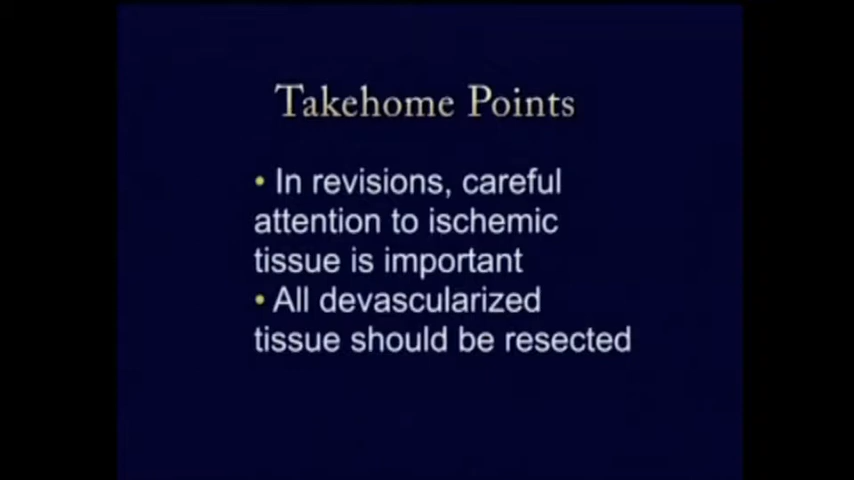 Takehome Points
• In revisions, careful
attention to ischemic
tissue is important
• All devascularized
tissue should be resected